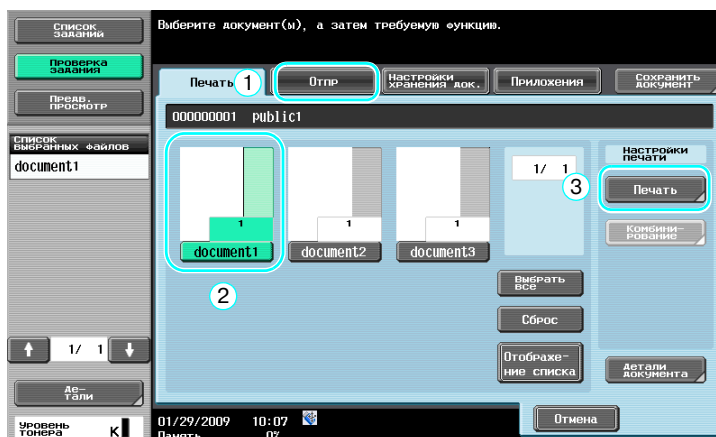 Список
заданий
Выберите документ(ы), а затем требуемую функцию.
Проверка
задания
Предв.
просмотр
Печать
1
Отпр
Настройки
хранения док.
Приложения
Сохранить
документ
000000001 public1
Список
выбранных файлов
document1
1
document1
2
1
document2
1
document3
1/ 1
3
Настройки
печати
Печать
Комбини-
рование
Выбрать
все
Сброс
Отображе-
ние списка
Детали
документа
1/ 1
Де-
тали
Уровень
тонера
K
01/29/2009 10:07
Память 0%
Отмена